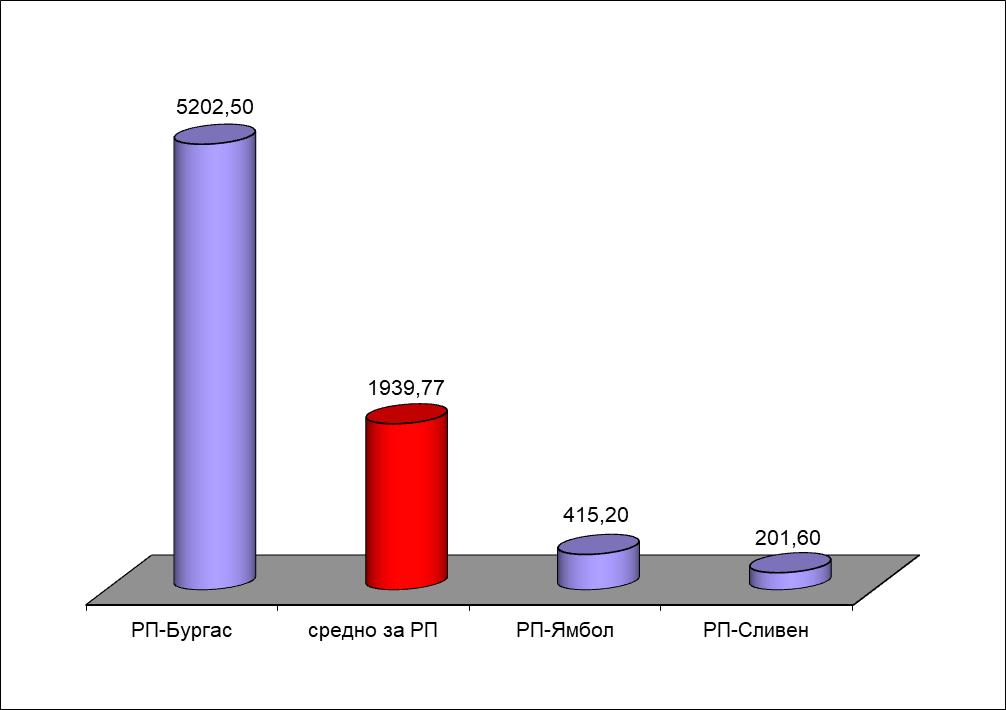 5202,50
1939,77
415,20
201,60
РП-Бургас
средно за РП
РП-Ямбол
РП-Сливен